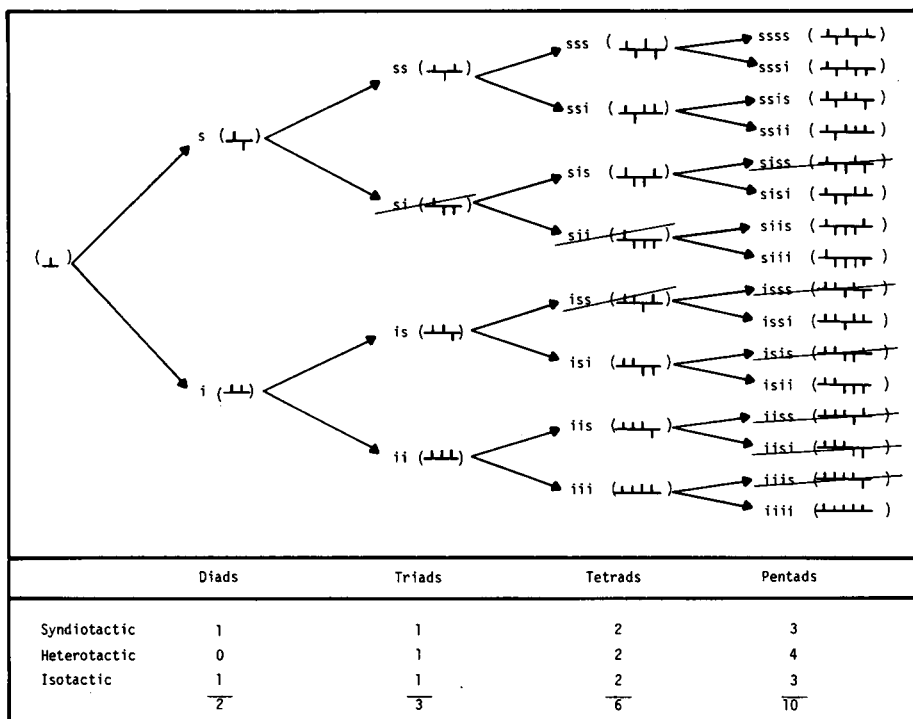 ssss ( )
sss ( )
sssi ( )
ss ( )
ssis ( )
ssi ( )
ssii ( )
s ( )
siss ( )
sis ( )
sisi ( )
si ( )
siis ( )
sii ( )
siii ( )
( )
isss ( )
iss ( )
issi ( )
is ( )
isis ( )
isi ( )
isii ( )
i ( )
iiss ( )
iis ( )
iisi ( )
ii ( )
iiis ( )
iii ( )
iiii ( )
Diads Triads Tetrads Pentads
Syndiotactic 1 1 2 3
Heterotactic 0 1 2 4
Isotactic 1 1 2 3
2 3 6 10